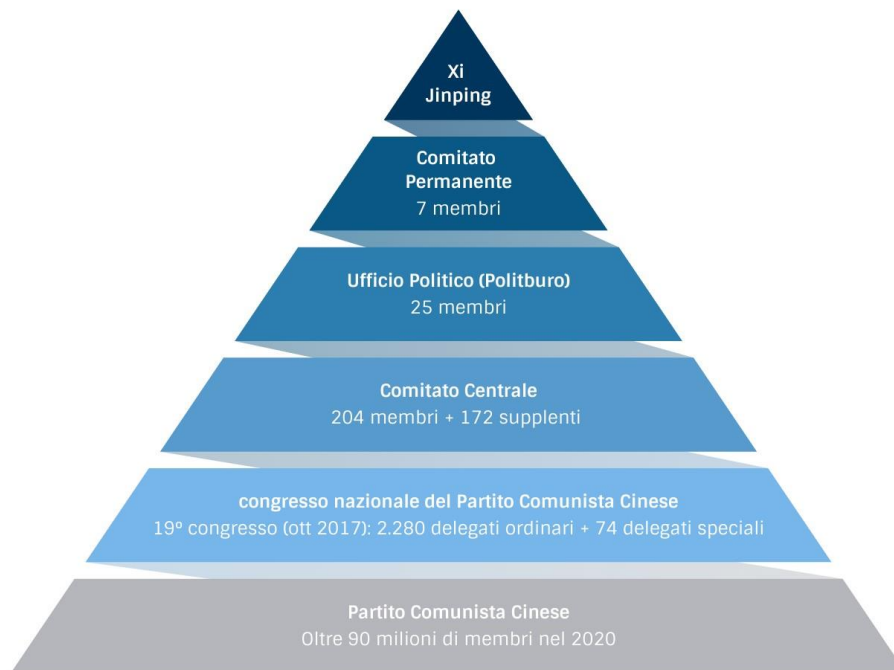 Xi
Jinping
Comitato
Permanente
7 membri
Ufficio Politico (Politburo)
25 membri
Comitato Centrale
204 membri + 172 supplenti
congresso nazionale del Partito Comunista Cinese
19º congresso (ott 2017): 2.280 delegati ordinari + 74 delegati speciali
Partito Comunista Cinese
Oltre 90 milioni di membri nel 2020